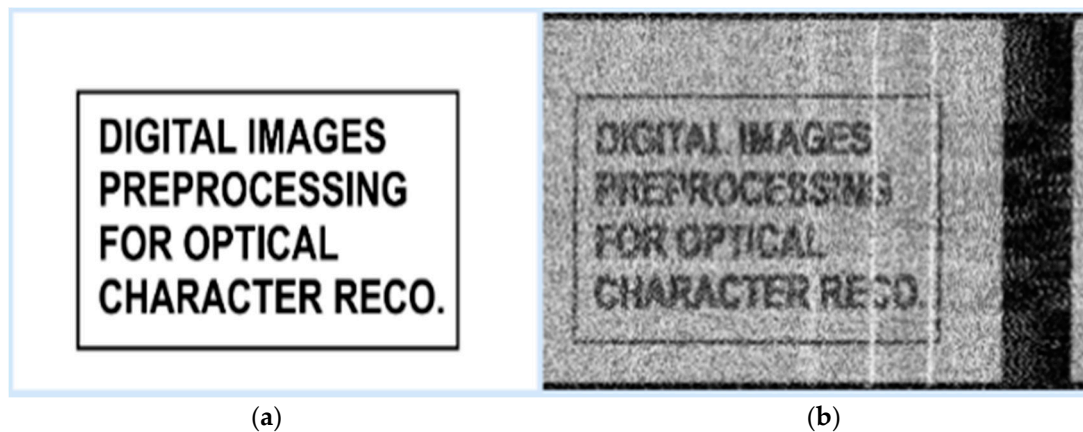 DIGITAL IMAGES
PREPROCESSING
FOR OPTICAL
CHARACTER RECO.
DIGITAL IMAGES
PREPROCESSING
FOR OPTICAL
CHARACTER RECO.
(a)
(b)